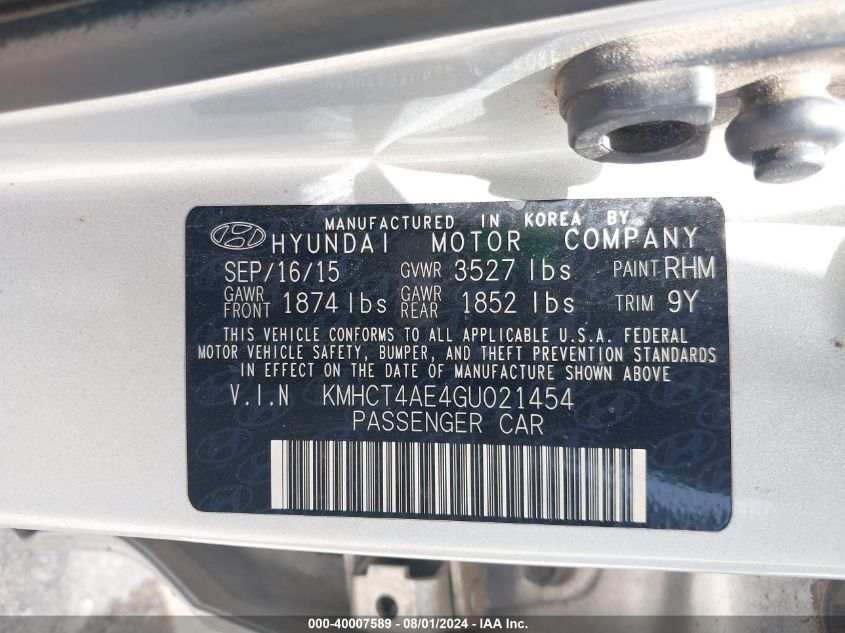 MANUFACTURED IN KOREA BY
HYUNDAI MOTOR COMPANY
SEP/16/15 GVWR 3527 lbs PAINT RHM
GAWR FRONT 1874 lbs GAWR REAR 1852 lbs TRIM 9Y
THIS VEHICLE CONFORMS TO ALL APPLICABLE U.S.A. FEDERAL
MOTOR VEHICLE SAFETY, BUMPER, AND THEFT PREVENTION STANDARDS
IN EFFECT ON THE DATE OF MANUFACTURE SHOWN ABOVE.
V.I.N KMHCT4AE4GU021454
PASSENGER CAR
000-40007589 - 08/01/2024 - IAA Inc.